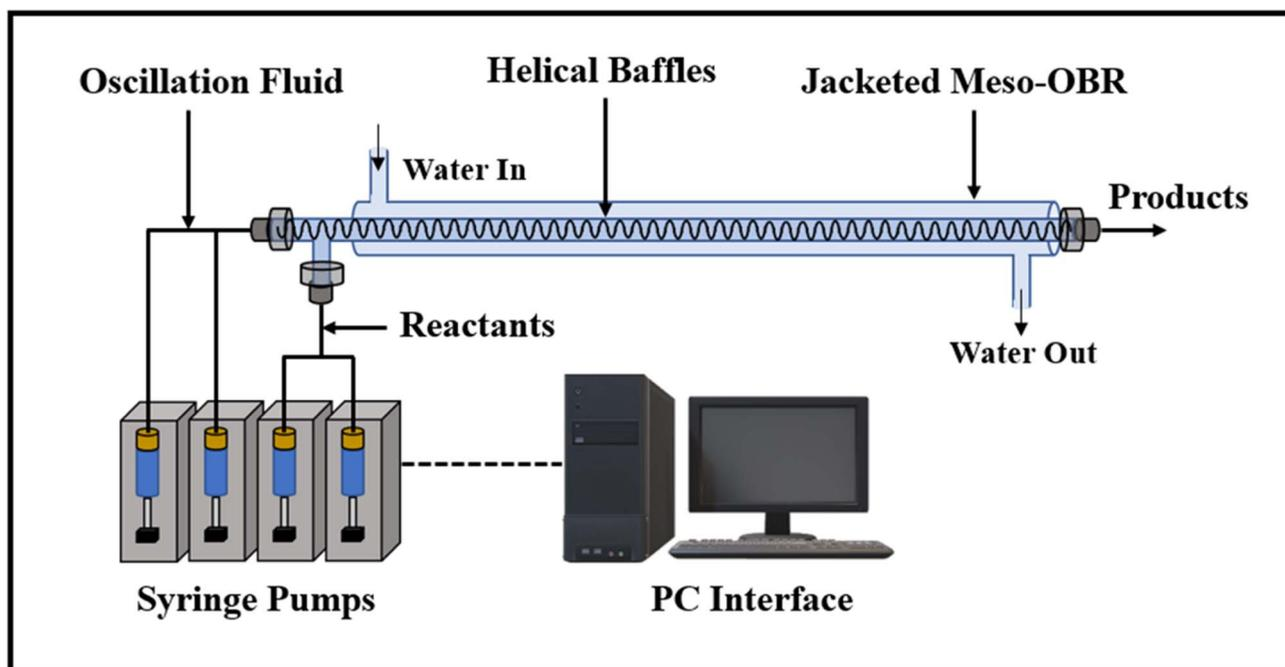 Oscillation Fluid
Helical Baffles
Jacketed Meso-OBR
Water In
Products
Reactants
Water Out
Syringe Pumps
PC Interface